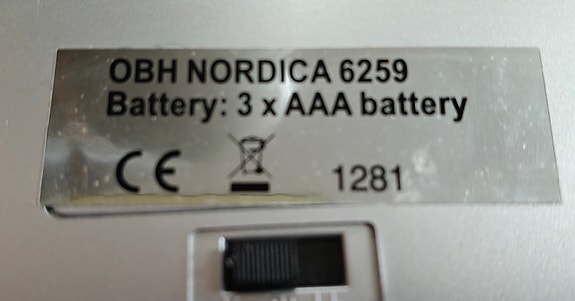 OBH NORDICA 6259
Battery: 3 x AAA battery
CE 1281